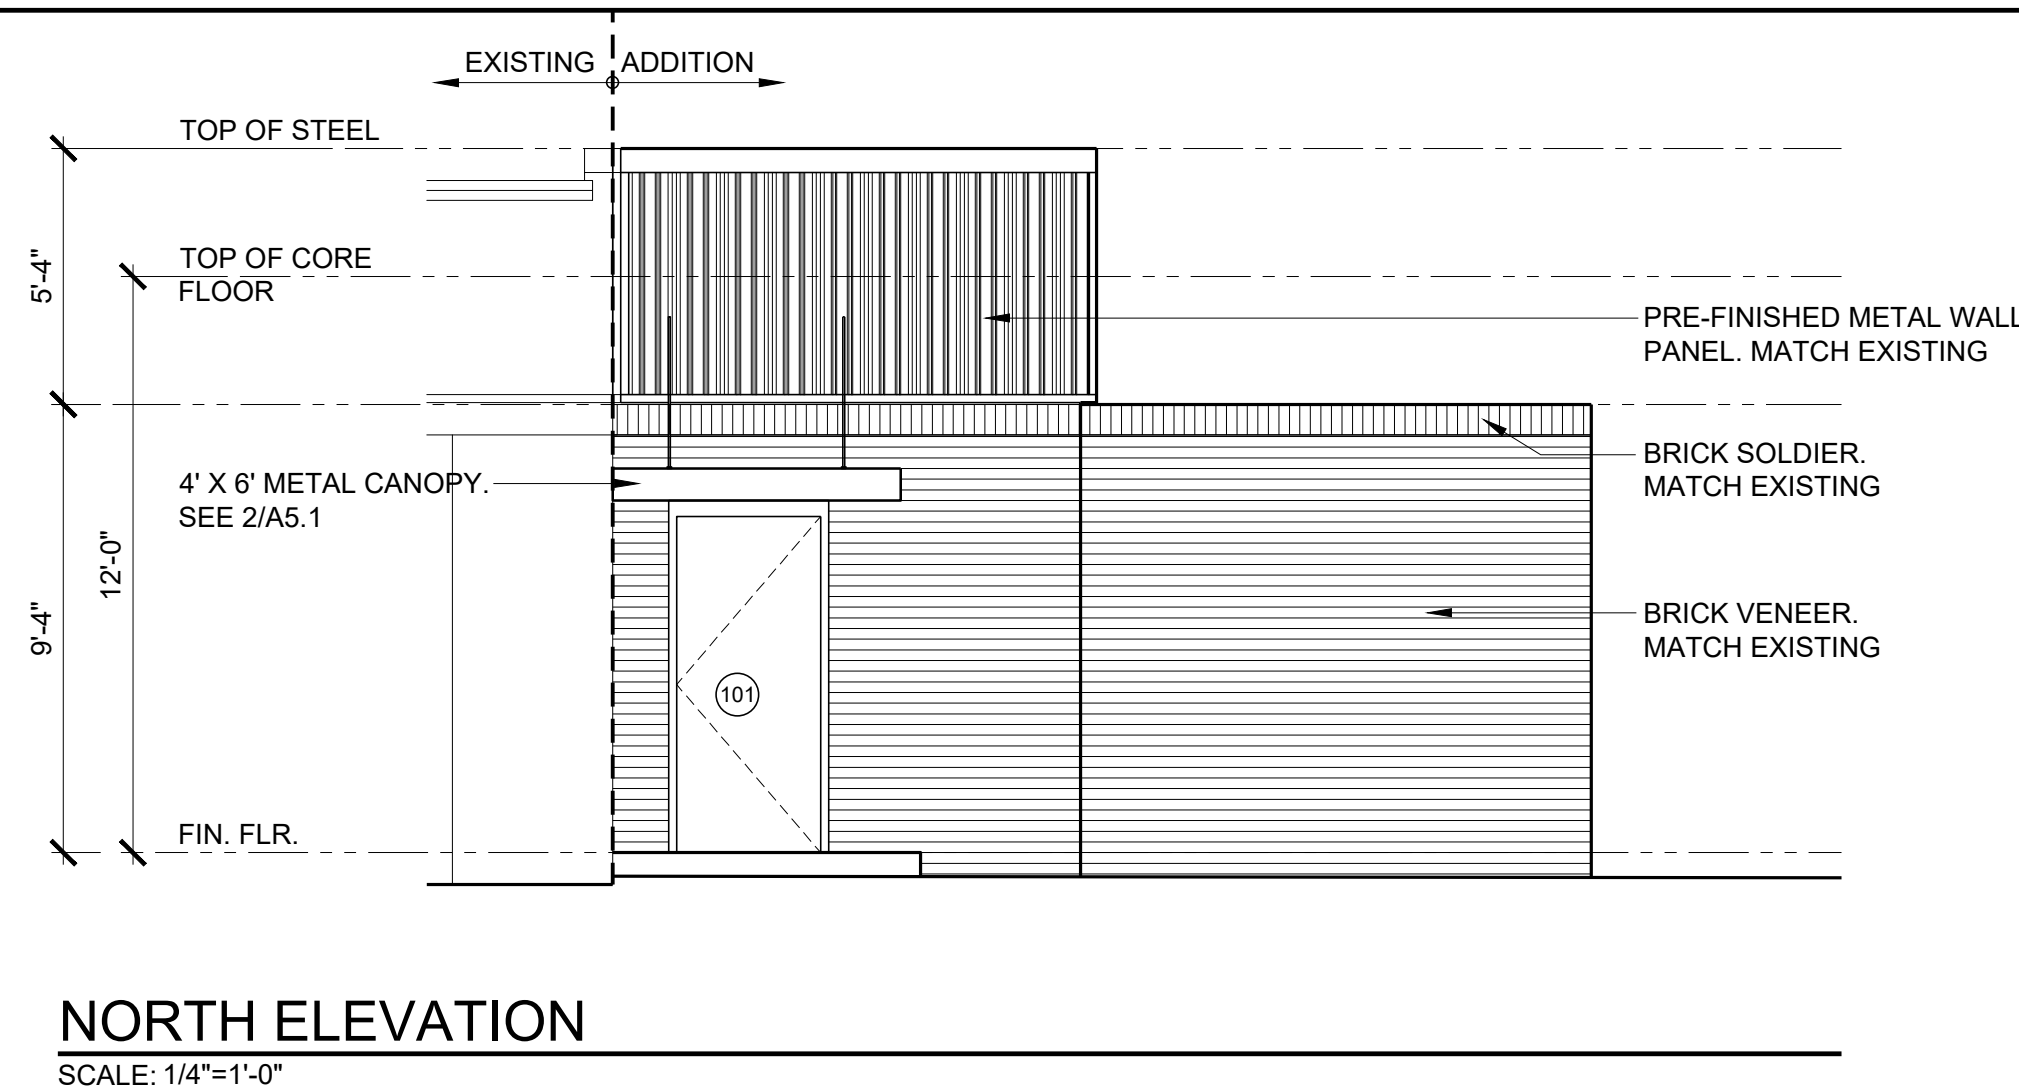 EXISTING ADDITION
TOP OF STEEL
5'-4"
TOP OF CORE
FLOOR
PRE-FINISHED METAL WALL
PANEL. MATCH EXISTING
BRICK SOLDIER.
MATCH EXISTING
4' X 6' METAL CANOPY.
SEE 2/A5.1
12'-0"
9'-4"
BRICK VENEER.
MATCH EXISTING
101
FIN. FLR.
NORTH ELEVATION
SCALE: 1/4"=1'-0"